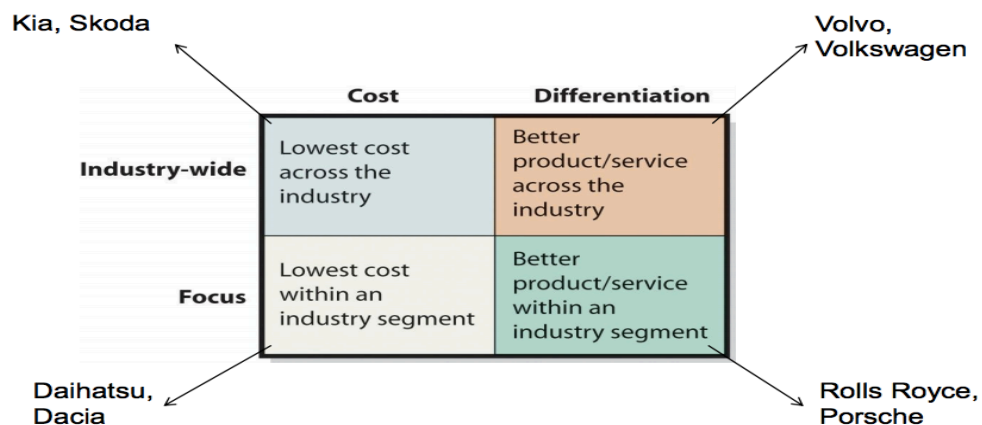 Kia, Skoda
Volvo,
Volkswagen
Cost
Differentiation
Industry-wide
Lowest cost
across the
industry
Better
product/service
across the
industry
Focus
Lowest cost
within an
industry segment
Better
product/service
within an
industry segment
Daihatsu,
Dacia
Rolls Royce,
Porsche